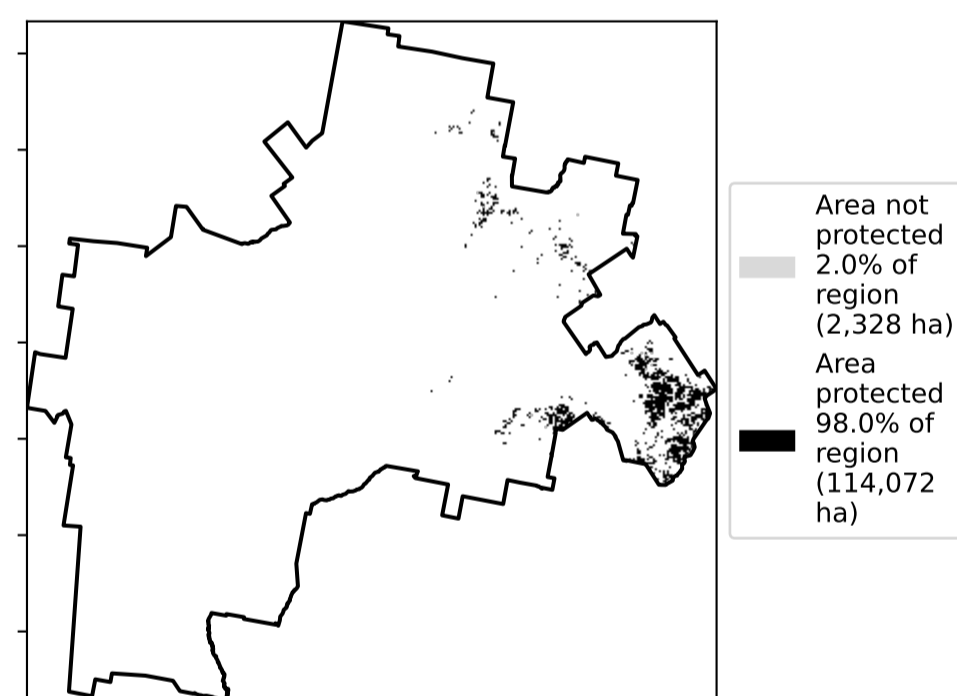 Area not
protected
2.0% of
region
(2,328 ha)
Area
protected
98.0% of
region
(114,072
ha)